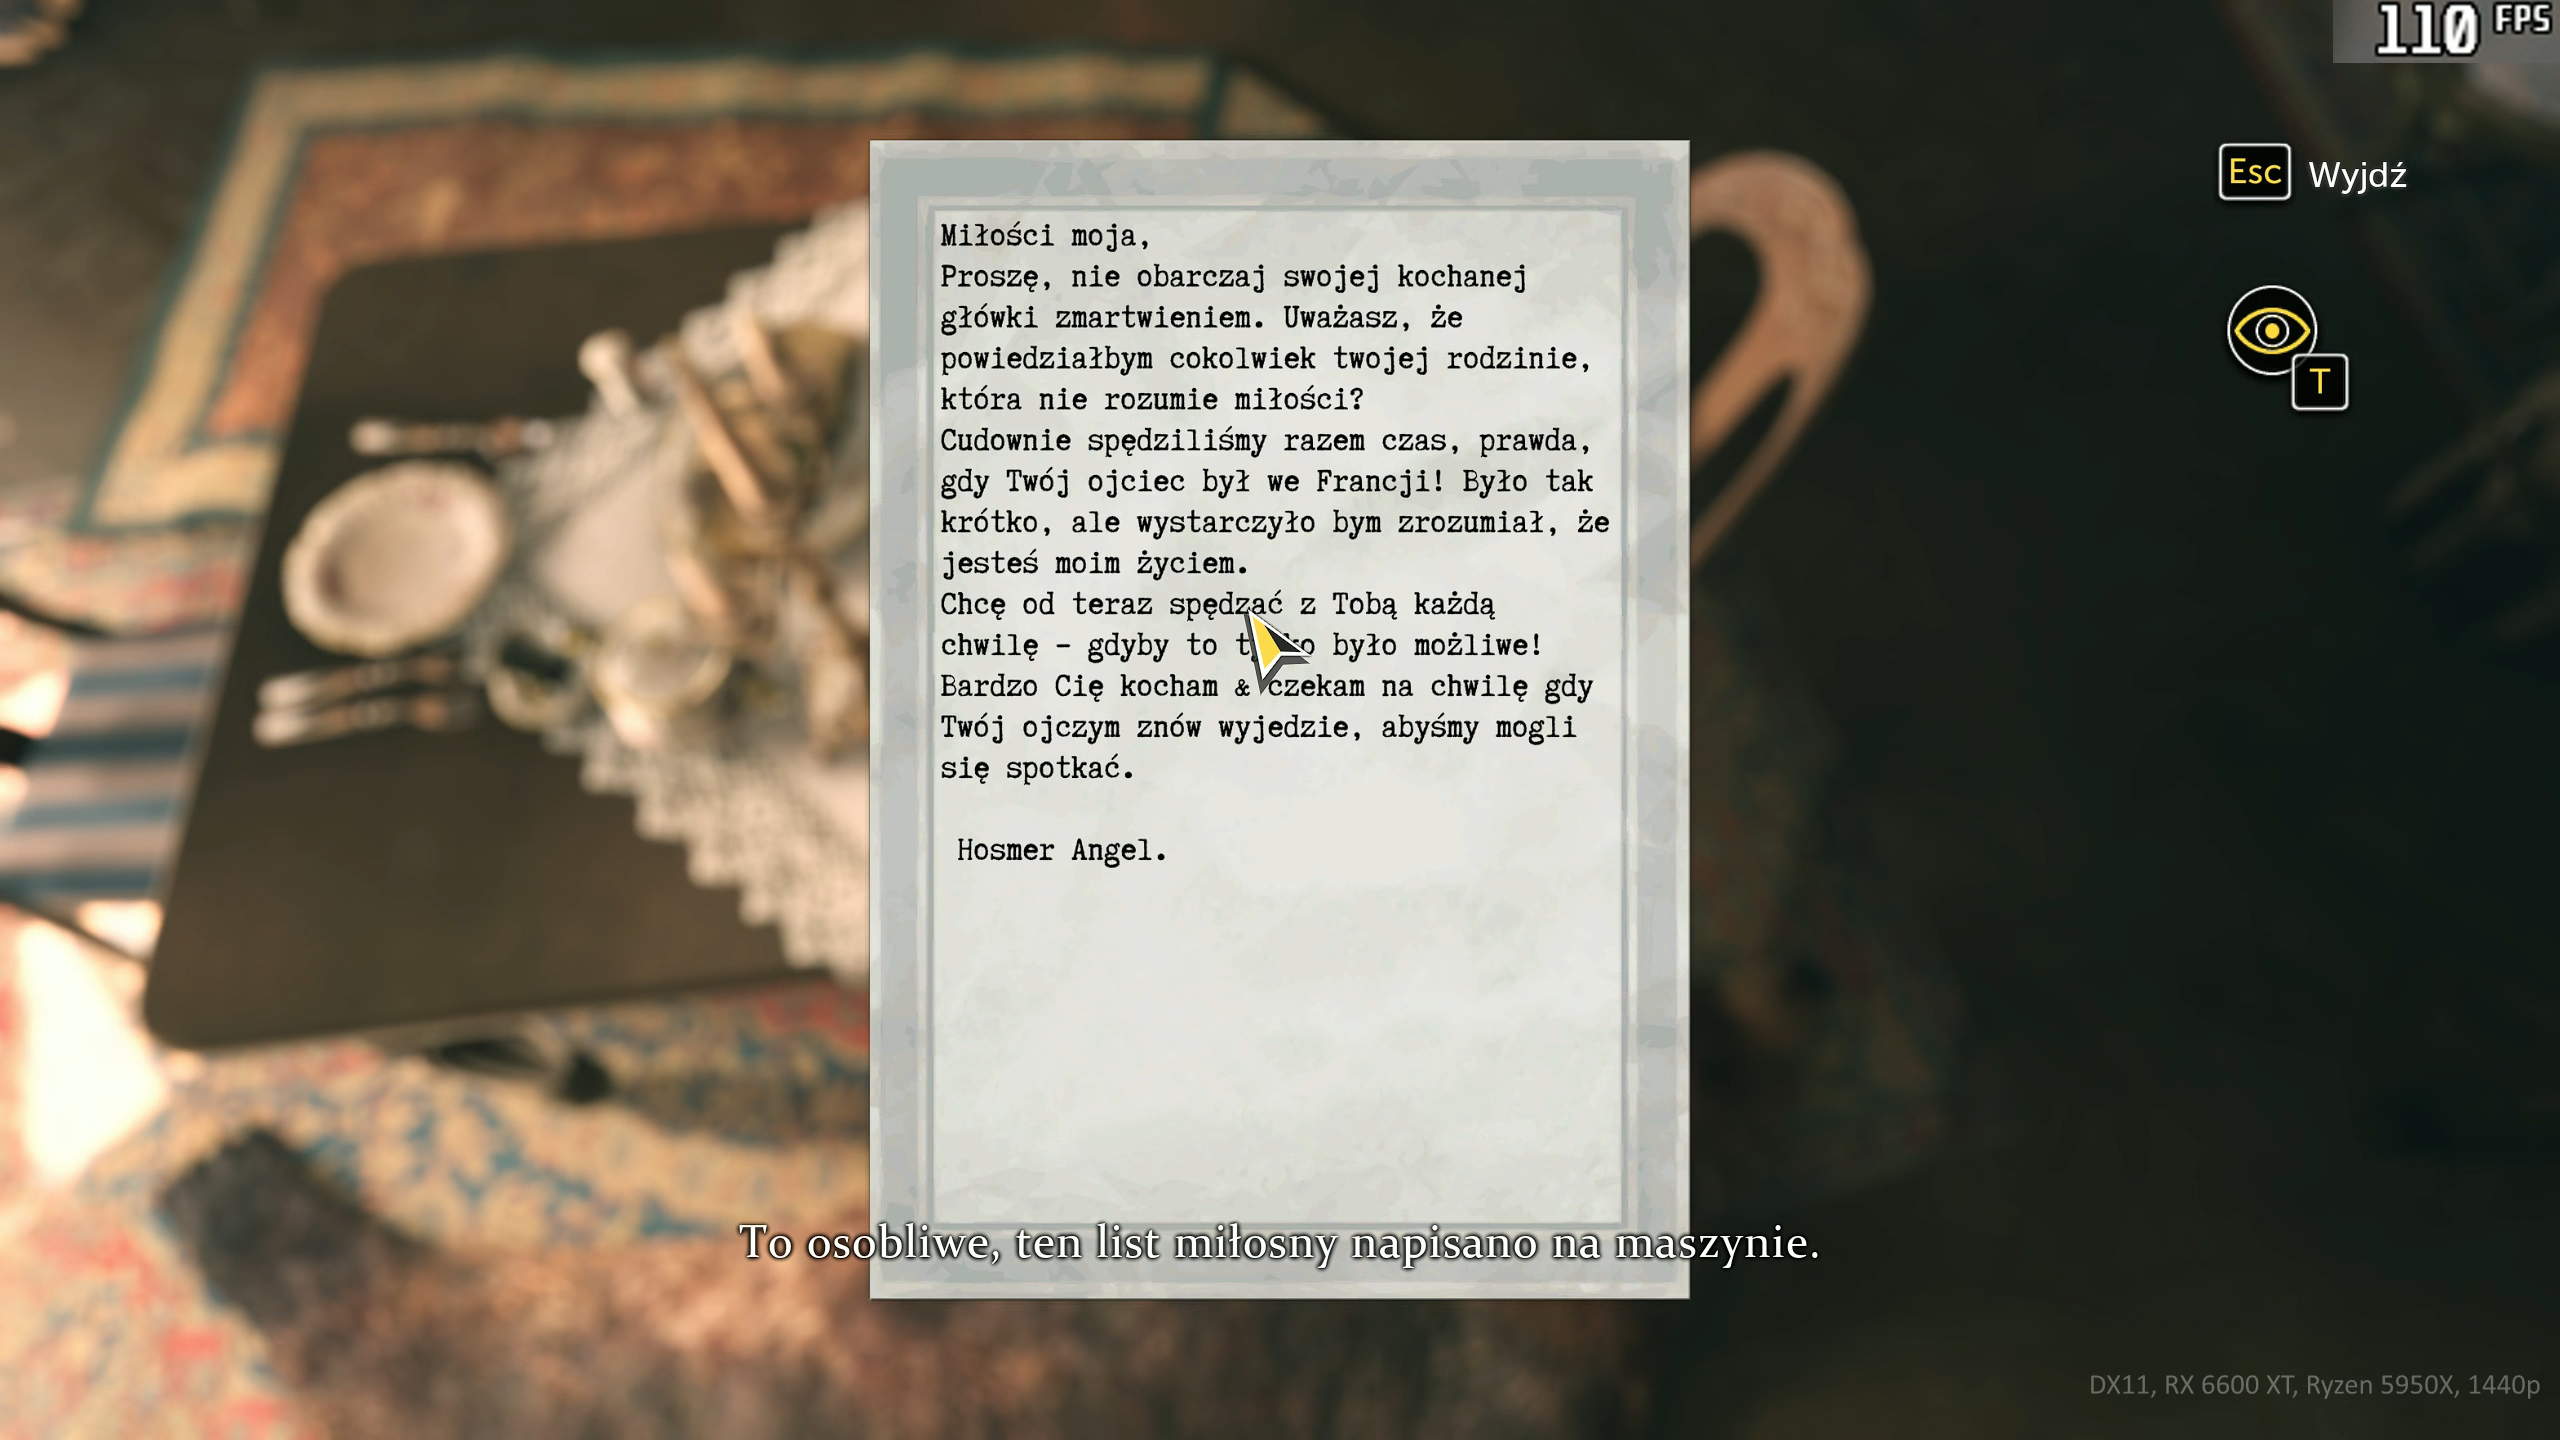 110 FPS
Esc Wyjdź
T
Miłości moja,
Proszę, nie obarczaj swojej kochanej
główki zmartwieniem. Uważasz, że
powiedziałbym cokolwiek twojej rodzinie,
która nie rozumie miłości?
Cudownie spędziliśmy razem czas, prawda,
gdy Twój ojciec był we Francji! Było tak
krótko, ale wystarczyło bym zrozumiał, że
jesteś moim życiem.
Chcę od teraz spędzać z Tobą każdą
chwilę – gdyby to było możliwe!
Bardzo Cię kocham & czekam na chwilę gdy
Twój ojczym znów wyjedzie, abyśmy mogli
się spotkać.
Hosmer Angel.
To osobliwe, ten list miłosny napisano na maszynie.
DX11, RX 6600 XT, Ryzen 5950X, 1440p